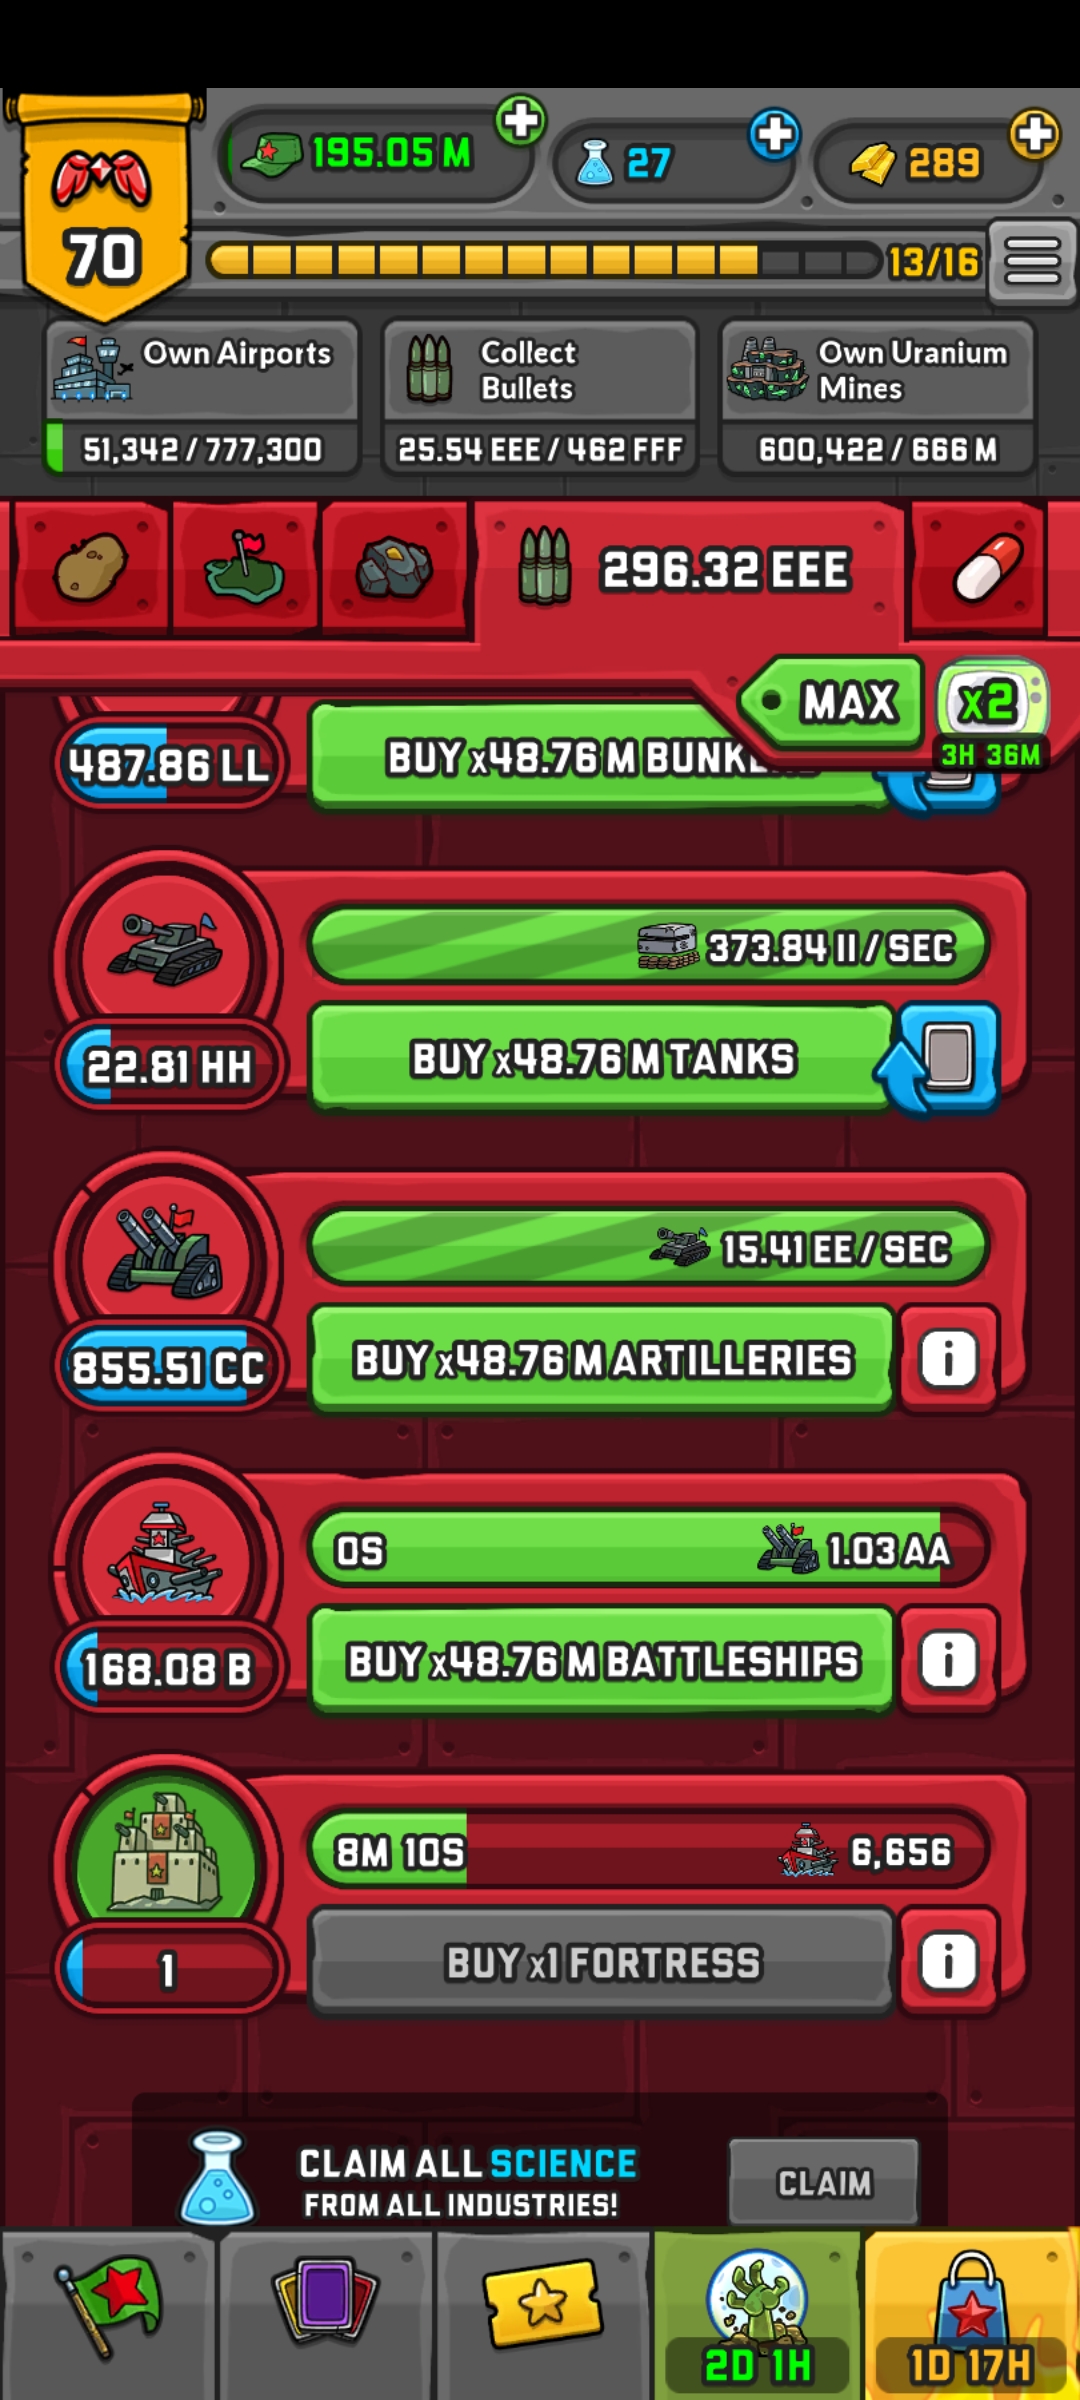 70
195.05 M
27
289
13/16
Own Airports
51,342 / 777,300
Collect
Bullets
25.54 EEE / 462 FFF
Own Uranium
Mines
600,422 / 666 M
296.32 EEE
MAX
x2
3H 36M
487.86 LL
BUY x48.76 M
22.81 HH
373.84 II / SEC
BUY x48.76 M TANKS
855.51 CC
15.41 EE / SEC
BUY x48.76 M ARTILLERIES
i
168.08 B
0S
1.03 AA
BUY x48.76 M BATTLESHIPS
i
1
8M 10S
6,656
BUY x1 FORTRESS
i
CLAIM ALL SCIENCE
FROM ALL INDUSTRIES!
CLAIM
2D 1H
1D 17H